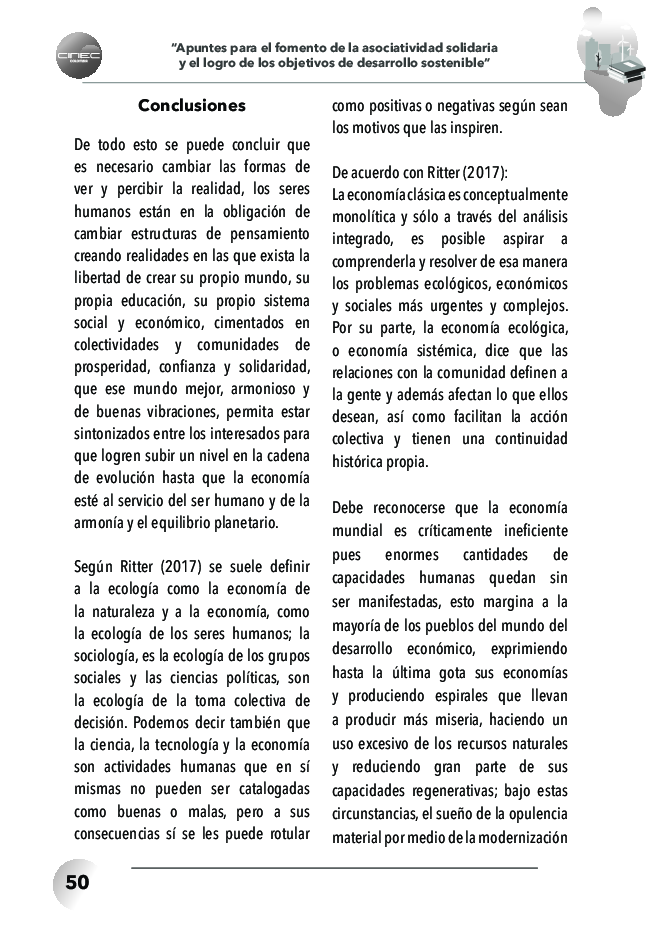 CINEC
COLOMBIA
“Apuntes para el fomento de la asociatividad solidaria
y el logro de los objetivos de desarrollo sostenible”
Conclusiones
De todo esto se puede concluir que
es necesario cambiar las formas de
ver y percibir la realidad, los seres
humanos están en la obligación de
cambiar estructuras de pensamiento
creando realidades en las que exista la
libertad de crear su propio mundo, su
propia educación, su propio sistema
social y económico, cimentados en
colectividades y comunidades de
prosperidad, confianza y solidaridad,
que ese mundo mejor, armonioso y
de buenas vibraciones, permita estar
sintonizados entre los interesados para
que logren subir un nivel en la cadena
de evolución hasta que la economía
esté al servicio del ser humano y de la
armonía y el equilibrio planetario.
Según Ritter (2017) se suele definir
a la ecología como la economía de
la naturaleza y a la economía, como
la ecología de los seres humanos; la
sociología, es la ecología de los grupos
sociales y las ciencias políticas, son
la ecología de la toma colectiva de
decisión. Podemos decir también que
la ciencia, la tecnología y la economía
son actividades humanas que en sí
mismas no pueden ser catalogadas
como buenas o malas, pero a sus
consecuencias sí se les puede rotular
como positivas o negativas según sean
los motivos que las inspiren.
De acuerdo con Ritter (2017):
La economía clásica es conceptualmente
monolítica y sólo a través del análisis
integrado, es posible aspirar a
comprenderla y resolver de esa manera
los problemas ecológicos, económicos
y sociales más urgentes y complejos.
Por su parte, la economía ecológica,
o economía sistémica, dice que las
relaciones con la comunidad definen a
la gente y además afectan lo que ellos
desean, así como facilitan la acción
colectiva y tienen una continuidad
histórica propia.
Debe reconocerse que la economía
mundial es críticamente ineficiente
pues enormes cantidades de
capacidades humanas quedan sin
ser manifestadas, esto margina a la
mayoría de los pueblos del mundo del
desarrollo económico, exprimiendo
hasta la última gota sus economías
y produciendo espirales que llevan
a producir más miseria, haciendo un
uso excesivo de los recursos naturales
y reduciendo gran parte de sus
capacidades regenerativas; bajo estas
circunstancias, el sueño de la opulencia
material por medio de la modernización
50